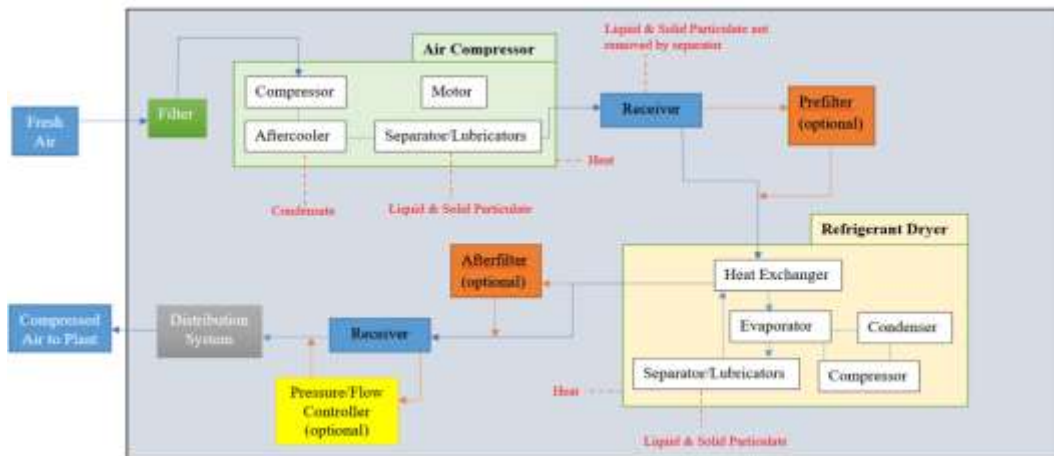 Liquid & Solid Particulate not
removed by separator
Air Compressor
Compressor
Motor
Aftercooler
Separator/Lubricators
Fresh
Air
Filter
Receiver
Prefilter
(optional)
Heat
Condensate
Liquid & Solid Particulate
Refrigerant Dryer
Afterfilter
(optional)
Heat Exchanger
Evaporator
Condenser
Separator/Lubricators
Compressor
Compressed
Air to Plant
Distribution
System
Receiver
Pressure/Flow
Controller
(optional)
Heat
Liquid & Solid Particulate